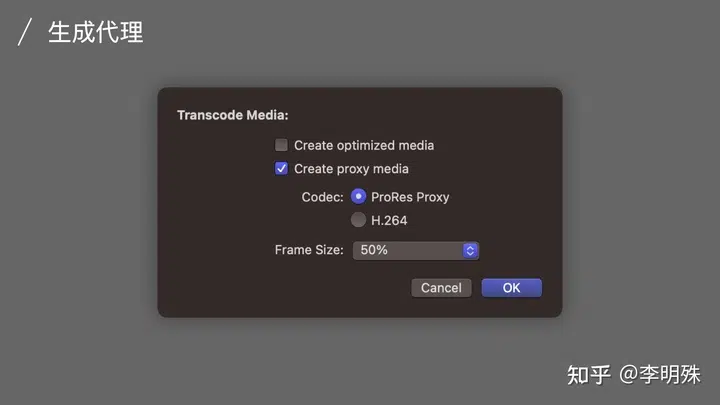 / 生成代理
Transcode Media:
Create optimized media
Create proxy media
Codec: ProRes Proxy
H.264
Frame Size: 50%
Cancel OK
知乎 @李明殊